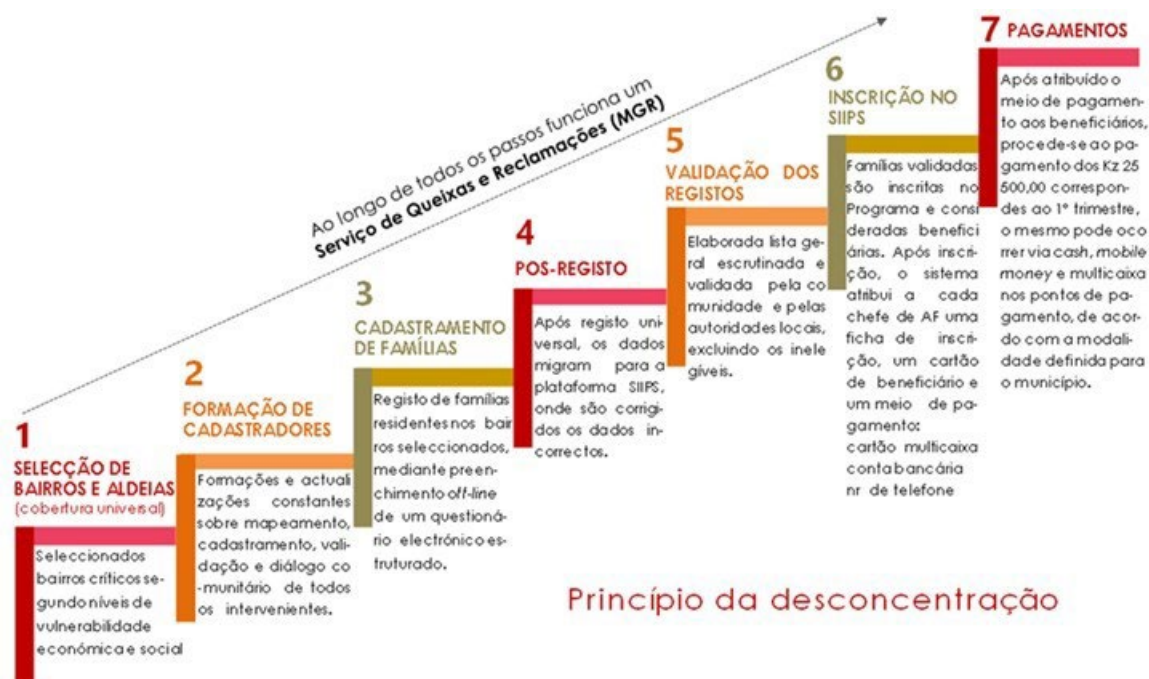 Ao longo de todos os passos funciona um
Serviço de Queixas e Reclamações (MGR)
1
SELECÇÃO DE
BAIRROS E ALDEIAS
(cobertura universal)
Seleccionados
bairros críticos se-
gundo níveis de
vulnerabilidade
económica e social
2
FORMAÇÃO DE
CADASTRADORES
Formações e actuali
zações constantes
sobre mapeamento,
cadastramento, vali-
dação e diálogo co
-munitário de todos
os intervenientes.
3
CADASTRAMENTO
DE FAMÍLIAS
Registo de famílias
residentes nos bair
ros seleccionados,
mediante preen-
chimento off-line
de um questioná-
rio electrónico es-
truturado.
4
POS-REGISTO
Após registo uni-
versal, os dados
migram para a
plataforma SIIPS,
onde são corrigi
dos os dados in-
correctos.
5
VALIDAÇÃO DOS
REGISTOS
Elaborada lista ge-
ral escrutinada e
validada pela co
munidade e pelas
autoridades locais,
excluindo os inele
gíveis.
6
INSCRIÇÃO NO
SIIPS
Famílias validadas
são inscritas no
Programa e consi
deradas benefici
árias. Após inscri-
ção, o sistema
atribui a cada
chefe de AF uma
ficha de inscri-
ção, um cartão
de beneficiário e
um meio de pa-
gamento:
cartão multicaixa
conta bancária
nr de telefone
7 PAGAMENTOS
Após atribuído o
meio de pagamen-
to aos beneficiários,
procede-se ao pa-
gamento dos Kz 25
500,00 correspon-
des ao 1º trimestre,
o mesmo pode oco
rrer via cash, mobile
money e multicaixa
nos pontos de pa-
gamento, de acor-
do com a modali-
dade definida para
o município.
Princípio da desconcentração